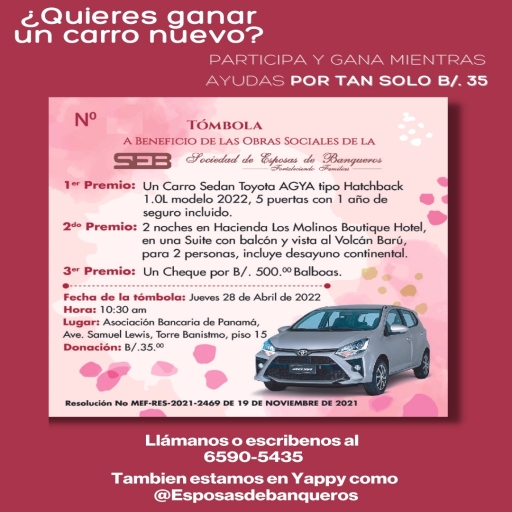 ¿Quieres ganar
un carro nuevo?
PARTICIPA Y GANA MIENTRAS
AYUDAS POR TAN SOLO B/. 35
Nº
TÓMBOLA
A BENEFICIO DE LAS OBRAS SOCIALES DE LA
SEB Sociedad de Esposas de Banqueros
Fortaleciendo Familias
1er Premio: Un Carro Sedan Toyota AGYA tipo Hatchback
1.0L modelo 2022, 5 puertas con 1 año de
seguro incluido.
2do Premio: 2 noches en Hacienda Los Molinos Boutique Hotel,
en una Suite con balcón y vista al Volcán Barú,
para 2 personas, incluye desayuno continental.
3er Premio: Un Cheque por B/. 500.00 Balboas.
Fecha de la tómbola: Jueves 28 de Abril de 2022
Hora: 10:30 am
Lugar: Asociación Bancaria de Panamá,
Ave. Samuel Lewis, Torre Banistmo, piso 15
Donación: B/.35.00
Resolución No MEF-RES-2021-2469 DE 19 DE NOVIEMBRE DE 2021
Llámanos o escribenos al
6590-5435
Tambien estamos en Yappy como
@Esposasdebanqueros